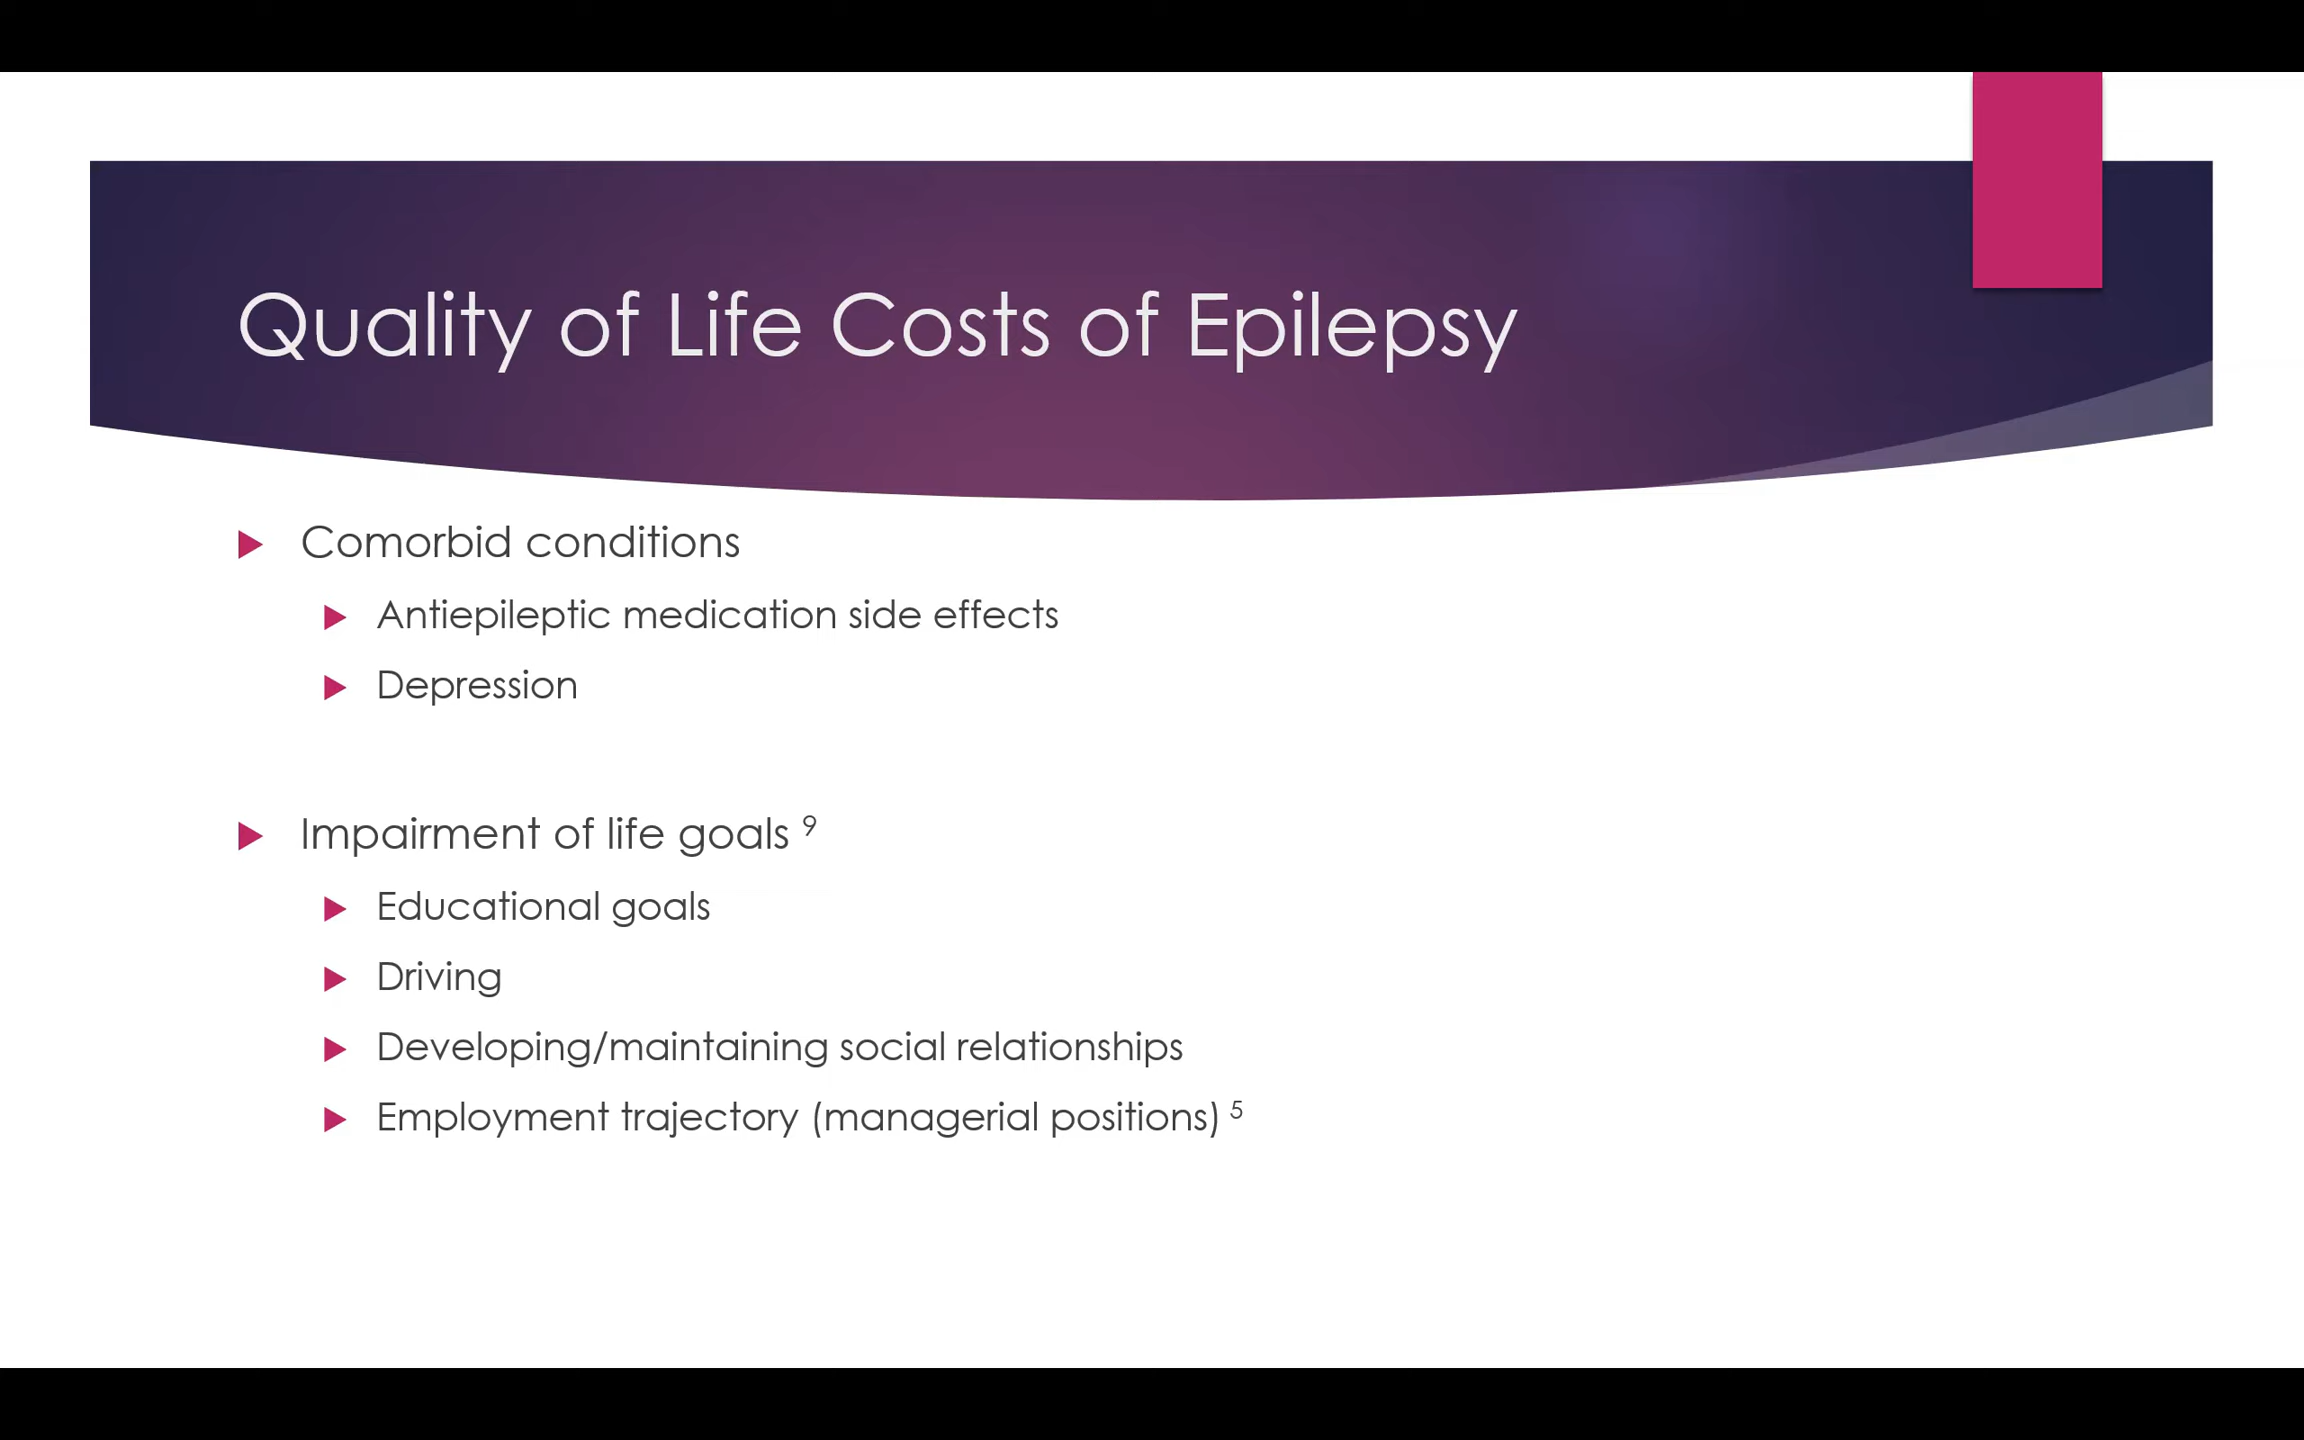 Quality of Life Costs of Epilepsy
Comorbid conditions
Antiepileptic medication side effects
Depression
Impairment of life goals ⁹
Educational goals
Driving
Developing/maintaining social relationships
Employment trajectory (managerial positions) ⁵